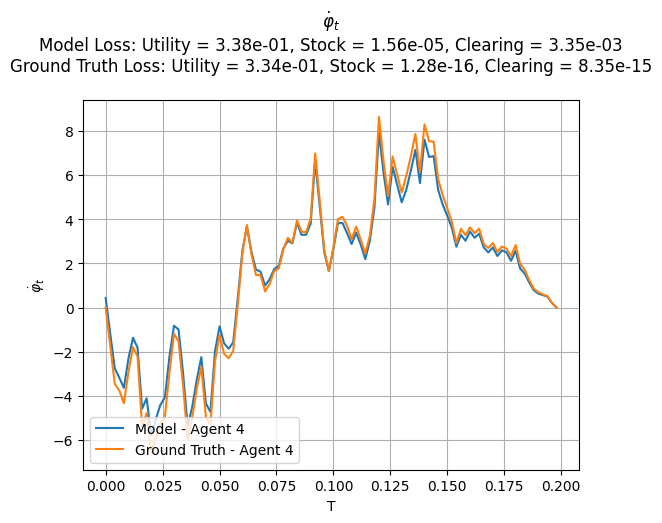 φ̇ₜ
Model Loss: Utility = 3.38e-01, Stock = 1.56e-05, Clearing = 3.35e-03
Ground Truth Loss: Utility = 3.34e-01, Stock = 1.28e-16, Clearing = 8.35e-15
φ̇ₜ
8
6
4
2
0
−2
−4
−6
Model - Agent 4
Ground Truth - Agent 4
0.000 0.025 0.050 0.075 0.100 0.125 0.150 0.175 0.200
T